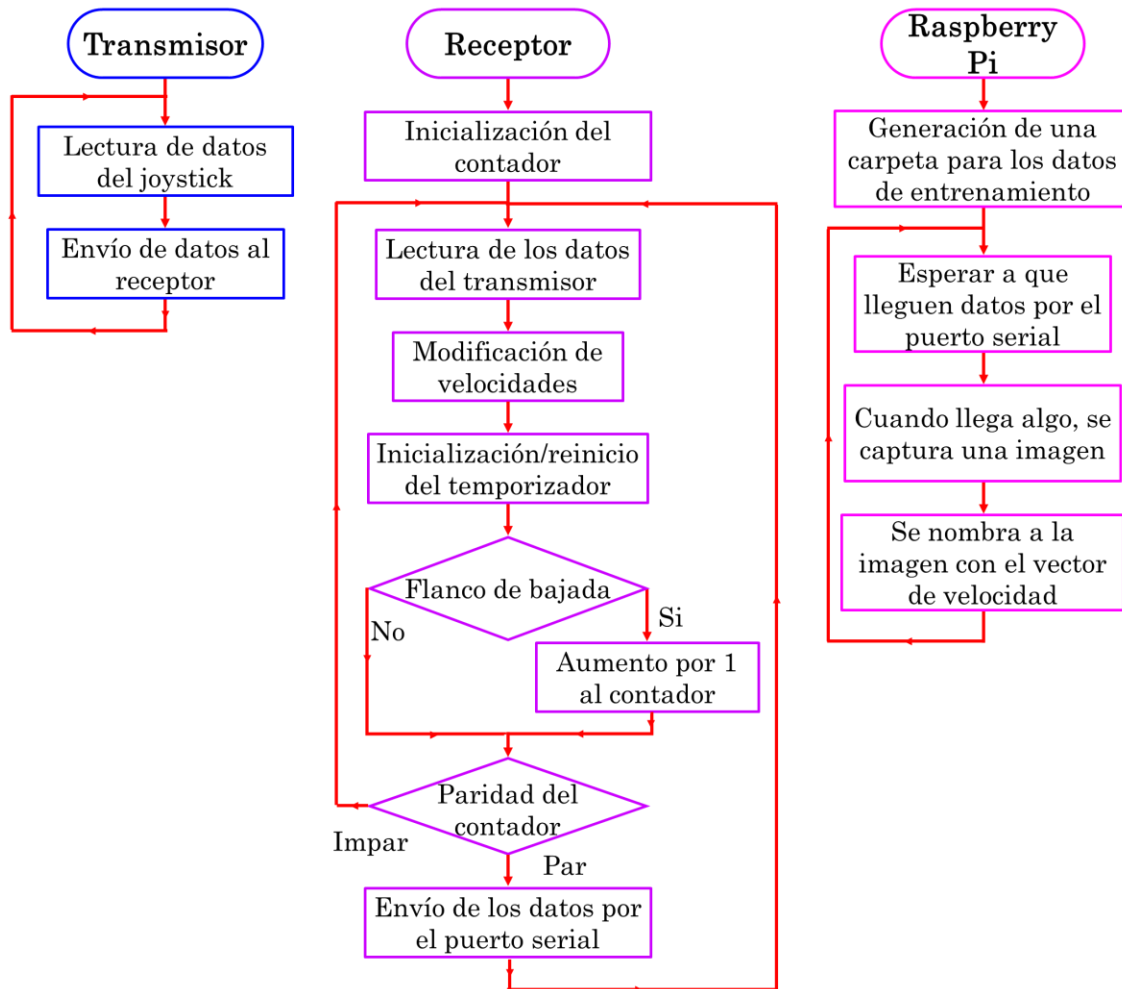 Transmisor
Lectura de datos
del joystick
Envío de datos al
receptor
Receptor
Inicialización del
contador
Lectura de los datos
del transmisor
Modificación de
velocidades
Inicialización/reinicio
del temporizador
Flanco de bajada
No
Si
Aumento por 1
al contador
Paridad del
contador
Impar
Par
Envío de los datos por
el puerto serial
Raspberry
Pi
Generación de una
carpeta para los datos
de entrenamiento
Esperar a que
lleguen datos por el
puerto serial
Cuando llega algo, se
captura una imagen
Se nombra a la
imagen con el vector
de velocidad